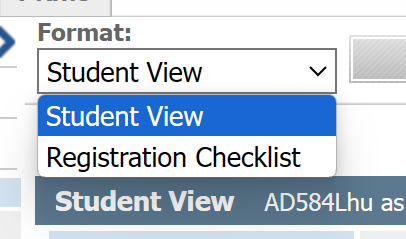 Format:
Student View
Student View
Registration Checklist
Student View AD584Lhu as